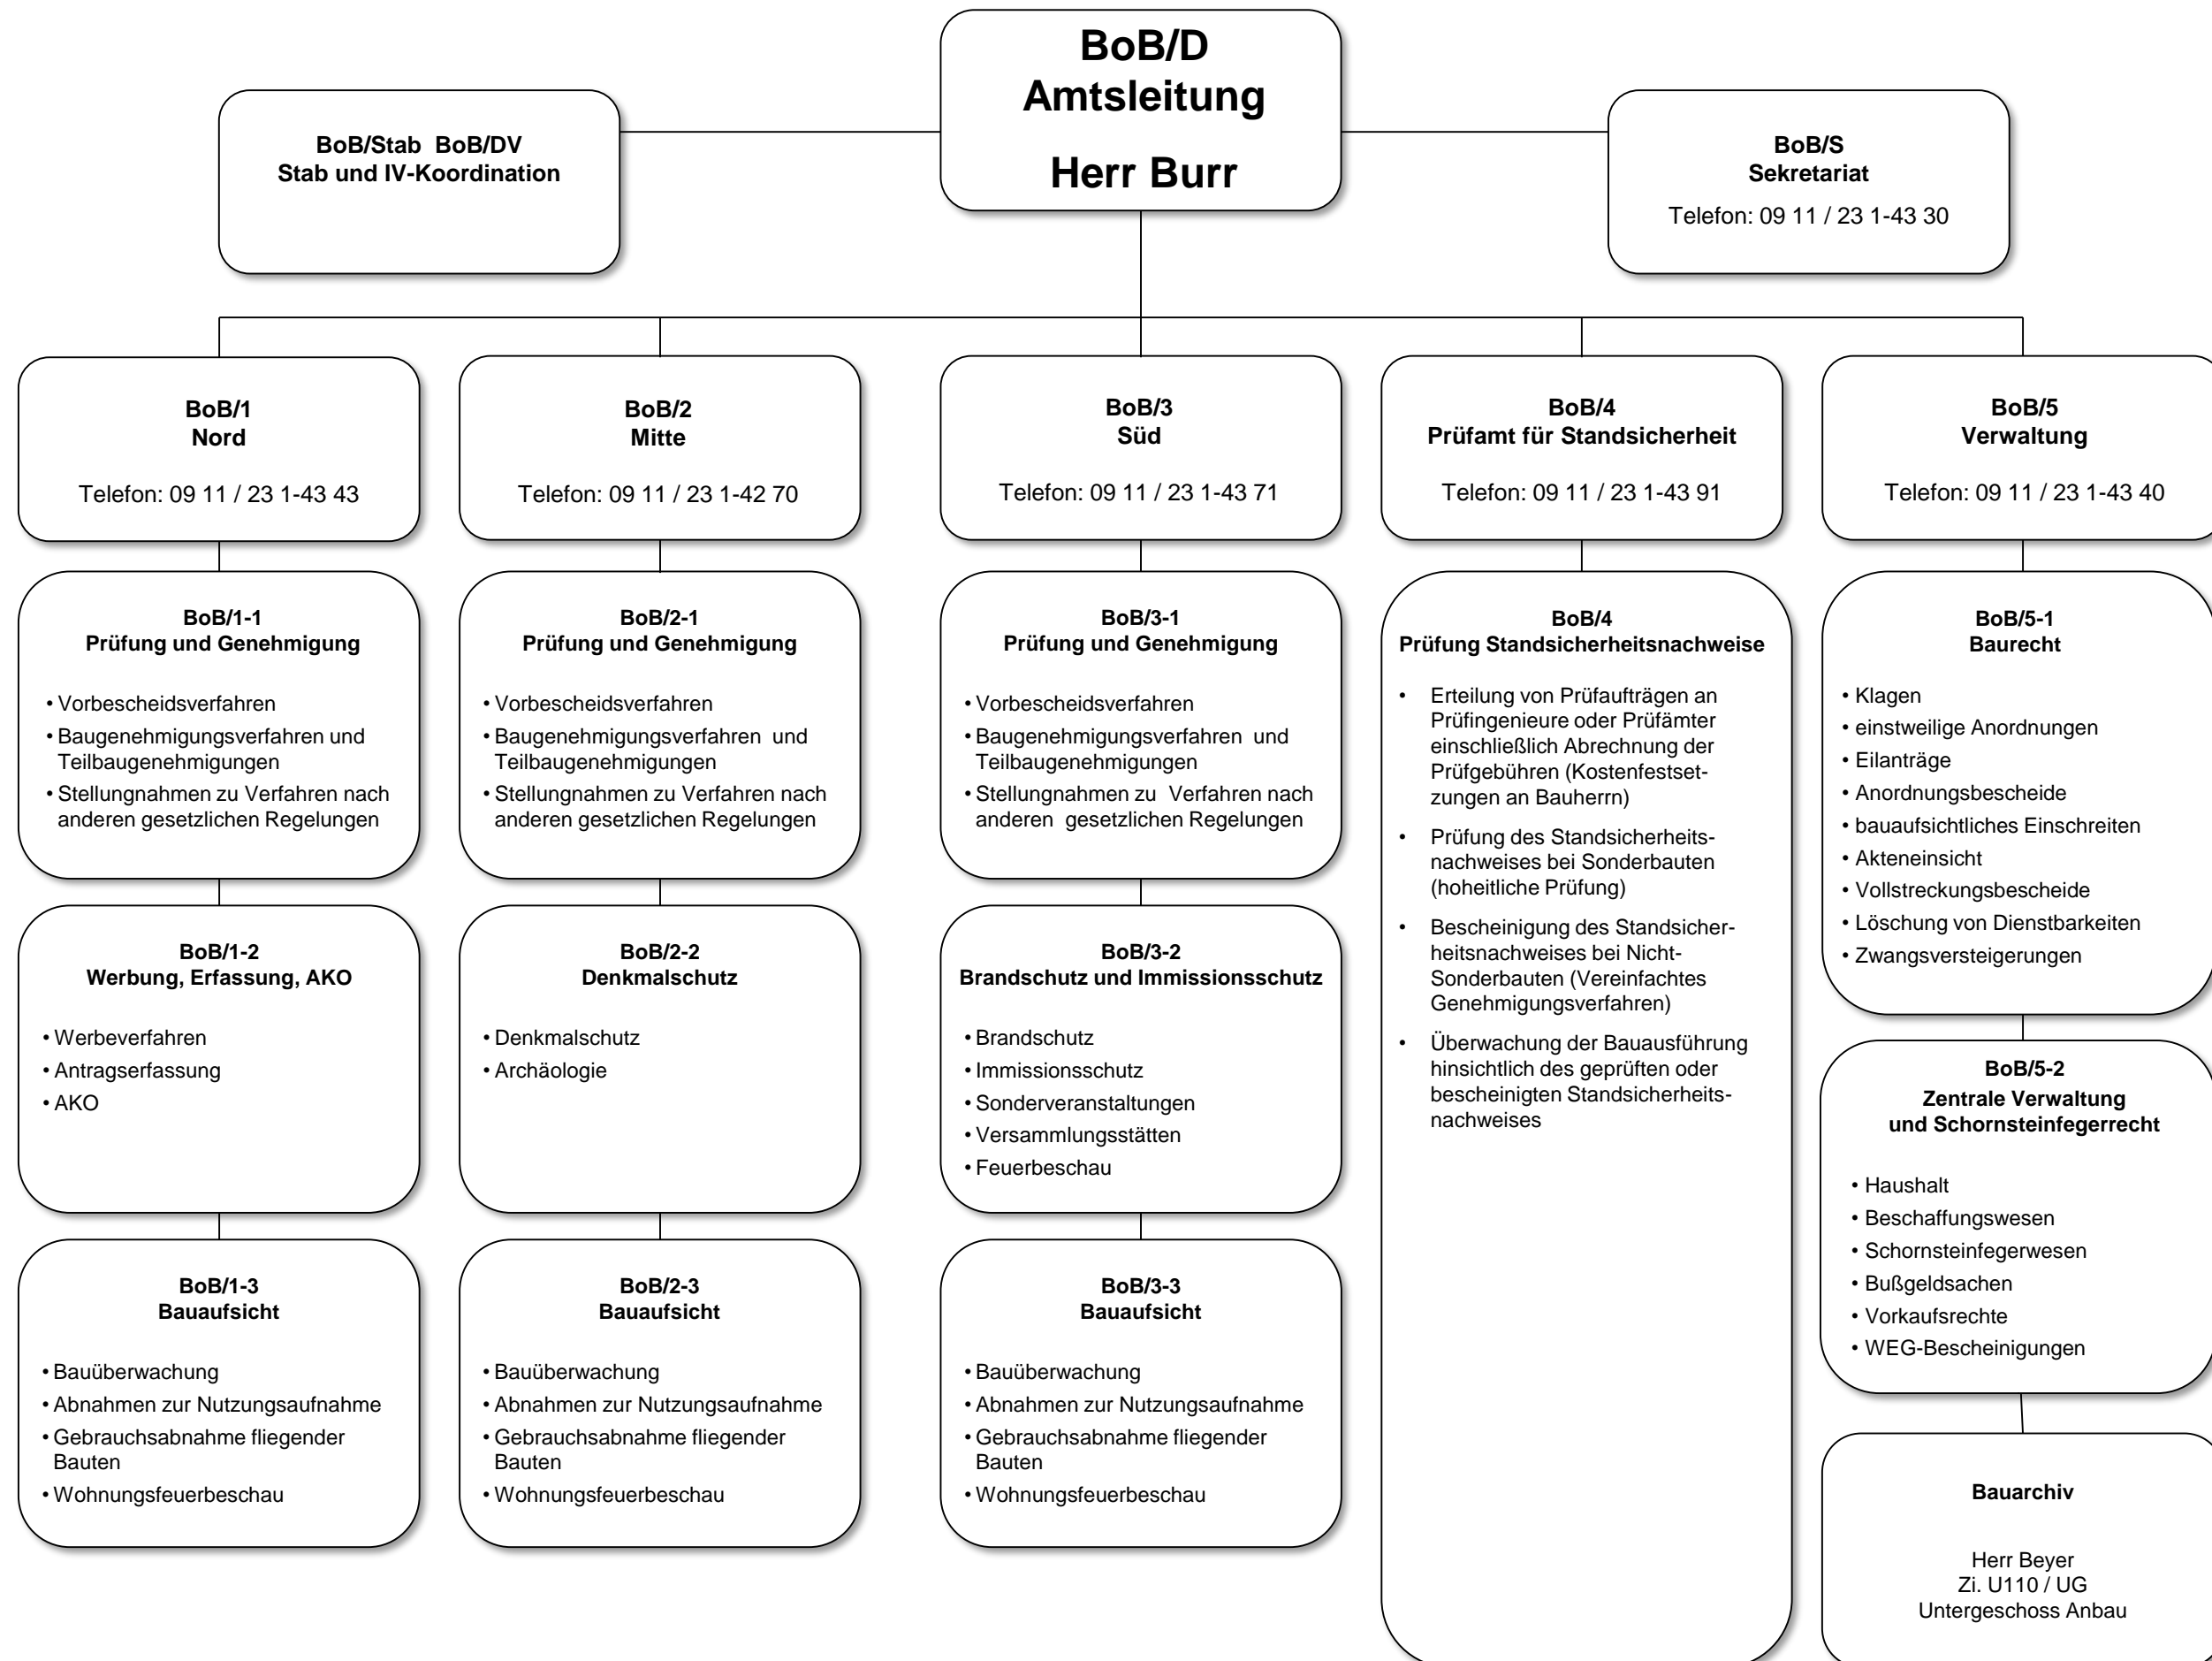 BoB/D
Amtsleitung
Herr Burr
BoB/Stab  BoB/DV
Stab und IV-Koordination
BoB/S
Sekretariat
Telefon: 09 11 / 23 1-43 30
BoB/1
Nord
Telefon: 09 11 / 23 1-43 43
BoB/2
Mitte
Telefon: 09 11 / 23 1-42 70
BoB/3
Süd
Telefon: 09 11 / 23 1-43 71
BoB/4
Prüfamt für Standsicherheit
Telefon: 09 11 / 23 1-43 91
BoB/5
Verwaltung
Telefon: 09 11 / 23 1-43 40
BoB/1-1
Prüfung und Genehmigung
• Vorbescheidsverfahren
• Baugenehmigungsverfahren und
Teilbaugenehmigungen
• Stellungnahmen zu Verfahren nach
anderen gesetzlichen Regelungen
BoB/2-1
Prüfung und Genehmigung
• Vorbescheidsverfahren
• Baugenehmigungsverfahren  und
Teilbaugenehmigungen
• Stellungnahmen zu Verfahren nach
anderen gesetzlichen Regelungen
BoB/3-1
Prüfung und Genehmigung
• Vorbescheidsverfahren
• Baugenehmigungsverfahren  und
Teilbaugenehmigungen
• Stellungnahmen zu  Verfahren nach
anderen  gesetzlichen Regelungen
BoB/4
Prüfung Standsicherheitsnachweise
• Erteilung von Prüfaufträgen an
Prüfingenieure oder Prüfämter
einschließlich Abrechnung der
Prüfgebühren (Kostenfestset-
zungen an Bauherrn)
• Prüfung des Standsicherheits-
nachweises bei Sonderbauten
(hoheitliche Prüfung)
• Bescheinigung des Standsicher-
heitsnachweises bei Nicht-
Sonderbauten (Vereinfachtes
Genehmigungsverfahren)
• Überwachung der Bauausführung
hinsichtlich des geprüften oder
bescheinigten Standsicherheits-
nachweises
BoB/5-1
Baurecht
• Klagen
• einstweilige Anordnungen
• Eilanträge
• Anordnungsbescheide
• bauaufsichtliches Einschreiten
• Akteneinsicht
• Vollstreckungsbescheide
• Löschung von Dienstbarkeiten
• Zwangsversteigerungen
BoB/1-2
Werbung, Erfassung, AKO
• Werbeverfahren
• Antragserfassung
• AKO
BoB/2-2
Denkmalschutz
• Denkmalschutz
• Archäologie
BoB/3-2
Brandschutz und Immissionsschutz
• Brandschutz
• Immissionsschutz
• Sonderveranstaltungen
• Versammlungsstätten
• Feuerbeschau
BoB/5-2
Zentrale Verwaltung
und Schornsteinfegerrecht
• Haushalt
• Beschaffungswesen
• Schornsteinfegerwesen
• Bußgeldsachen
• Vorkaufsrechte
• WEG-Bescheinigungen
BoB/1-3
Bauaufsicht
• Bauüberwachung
• Abnahmen zur Nutzungsaufnahme
• Gebrauchsabnahme fliegender
Bauten
• Wohnungsfeuerbeschau
BoB/2-3
Bauaufsicht
• Bauüberwachung
• Abnahmen zur Nutzungsaufnahme
• Gebrauchsabnahme fliegender
Bauten
• Wohnungsfeuerbeschau
BoB/3-3
Bauaufsicht
• Bauüberwachung
• Abnahmen zur Nutzungsaufnahme
• Gebrauchsabnahme fliegender
Bauten
• Wohnungsfeuerbeschau
Bauarchiv
Herr Beyer
Zi. U110 / UG
Untergeschoss Anbau